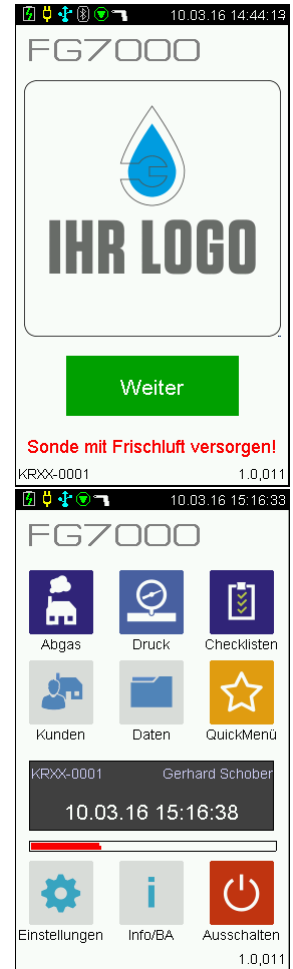 10.03.16 14:44:13
FG7000
IHR LOGO
Weiter
Sonde mit Frischluft versorgen!
KRXX-0001 1.0,011
10.03.16 15:16:33
FG7000
Abgas Druck Checklisten
Kunden Daten QuickMenü
KRXX-0001 Gerhard Schober
10.03.16 15:16:38
Einstellungen Info/BA Ausschalten
1.0,011